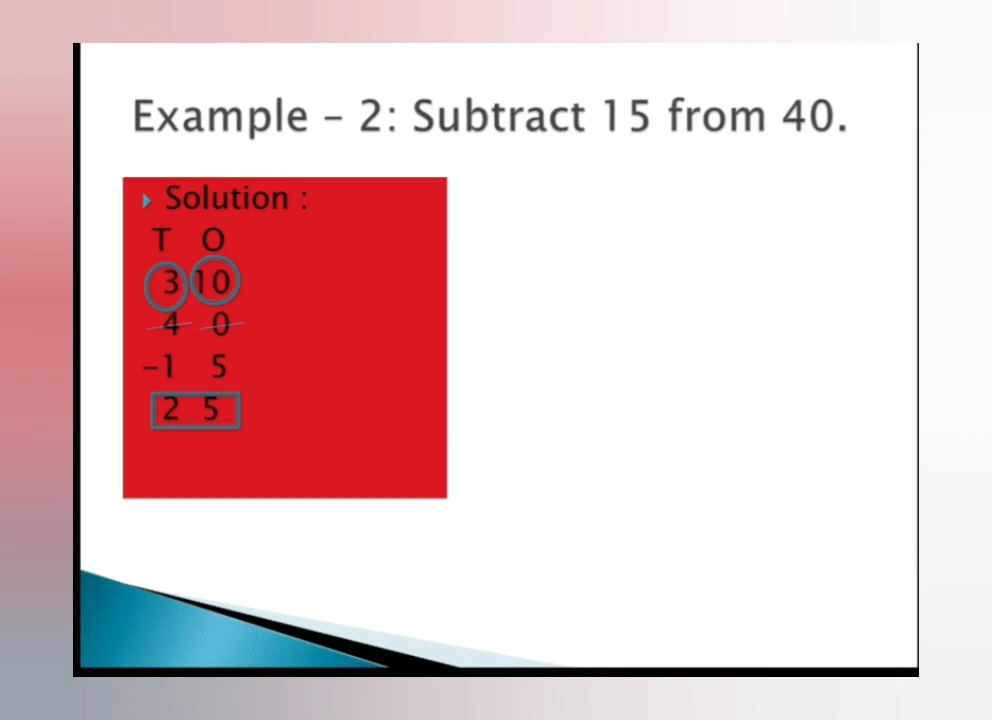 Example – 2: Subtract 15 from 40.
Solution :
T O
3 10
4 0
–1 5
2 5